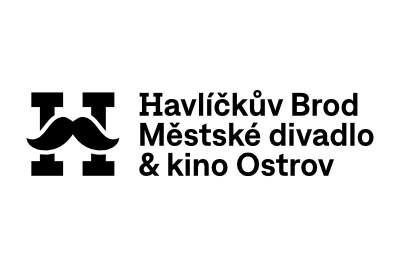 H
Havlíčkův Brod
Městské divadlo
& kino Ostrov